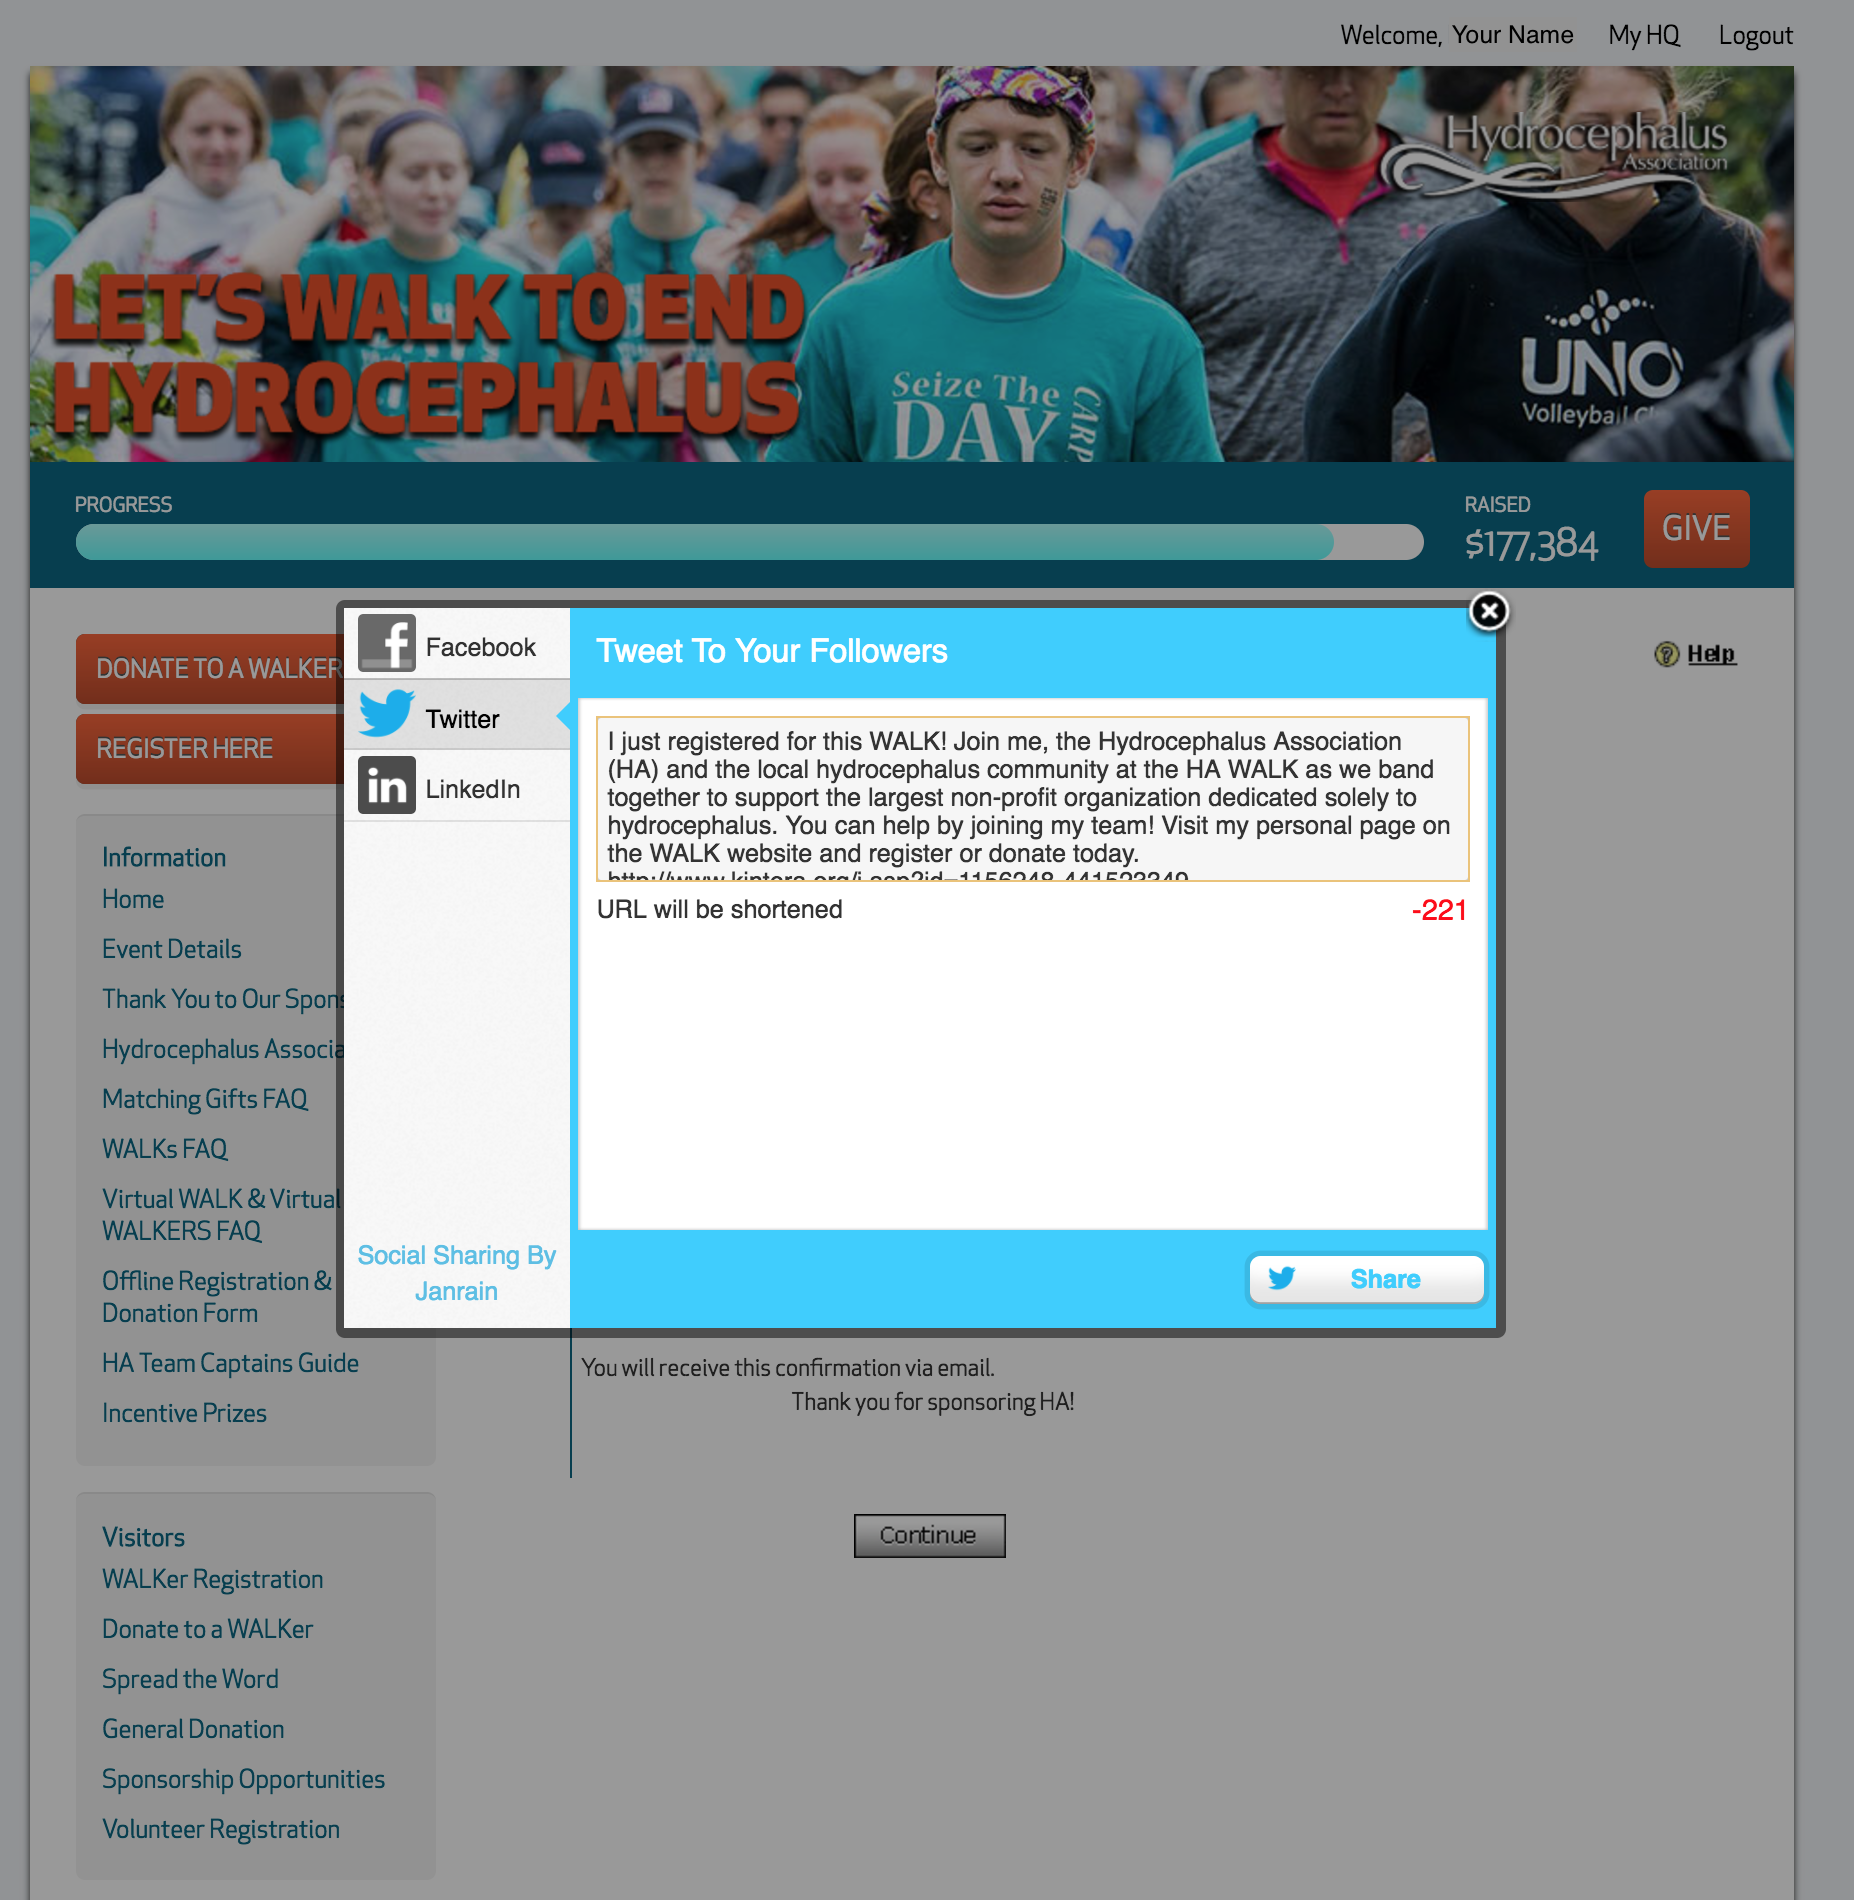 Welcome, Your Name My HQ Logout
Hydrocephalus
Association
LET'S WALK TO END
HYDROCEPHALUS
Seize The
DAY
CARP
UNO
Volleyball
PROGRESS
RAISED
$177,384
GIVE
DONATE TO A WALKER
REGISTER HERE
Help
Facebook
Twitter
LinkedIn
Social Sharing By
Janrain
Tweet To Your Followers
I just registered for this WALK! Join me, the Hydrocephalus Association
(HA) and the local hydrocephalus community at the HA WALK as we band
together to support the largest non-profit organization dedicated solely to
hydrocephalus. You can help by joining my team! Visit my personal page on
the WALK website and register or donate today.
http://www.kintera.org/i.asp?id=1156248-441523349
URL will be shortened -221
Share
Information
Home
Event Details
Thank You to Our Spons
Hydrocephalus Associa
Matching Gifts FAQ
WALKs FAQ
Virtual WALK & Virtual
WALKERS FAQ
Offline Registration &
Donation Form
HA Team Captains Guide
Incentive Prizes
You will receive this confirmation via email.
Thank you for sponsoring HA!
Continue
Visitors
WALKer Registration
Donate to a WALKer
Spread the Word
General Donation
Sponsorship Opportunities
Volunteer Registration